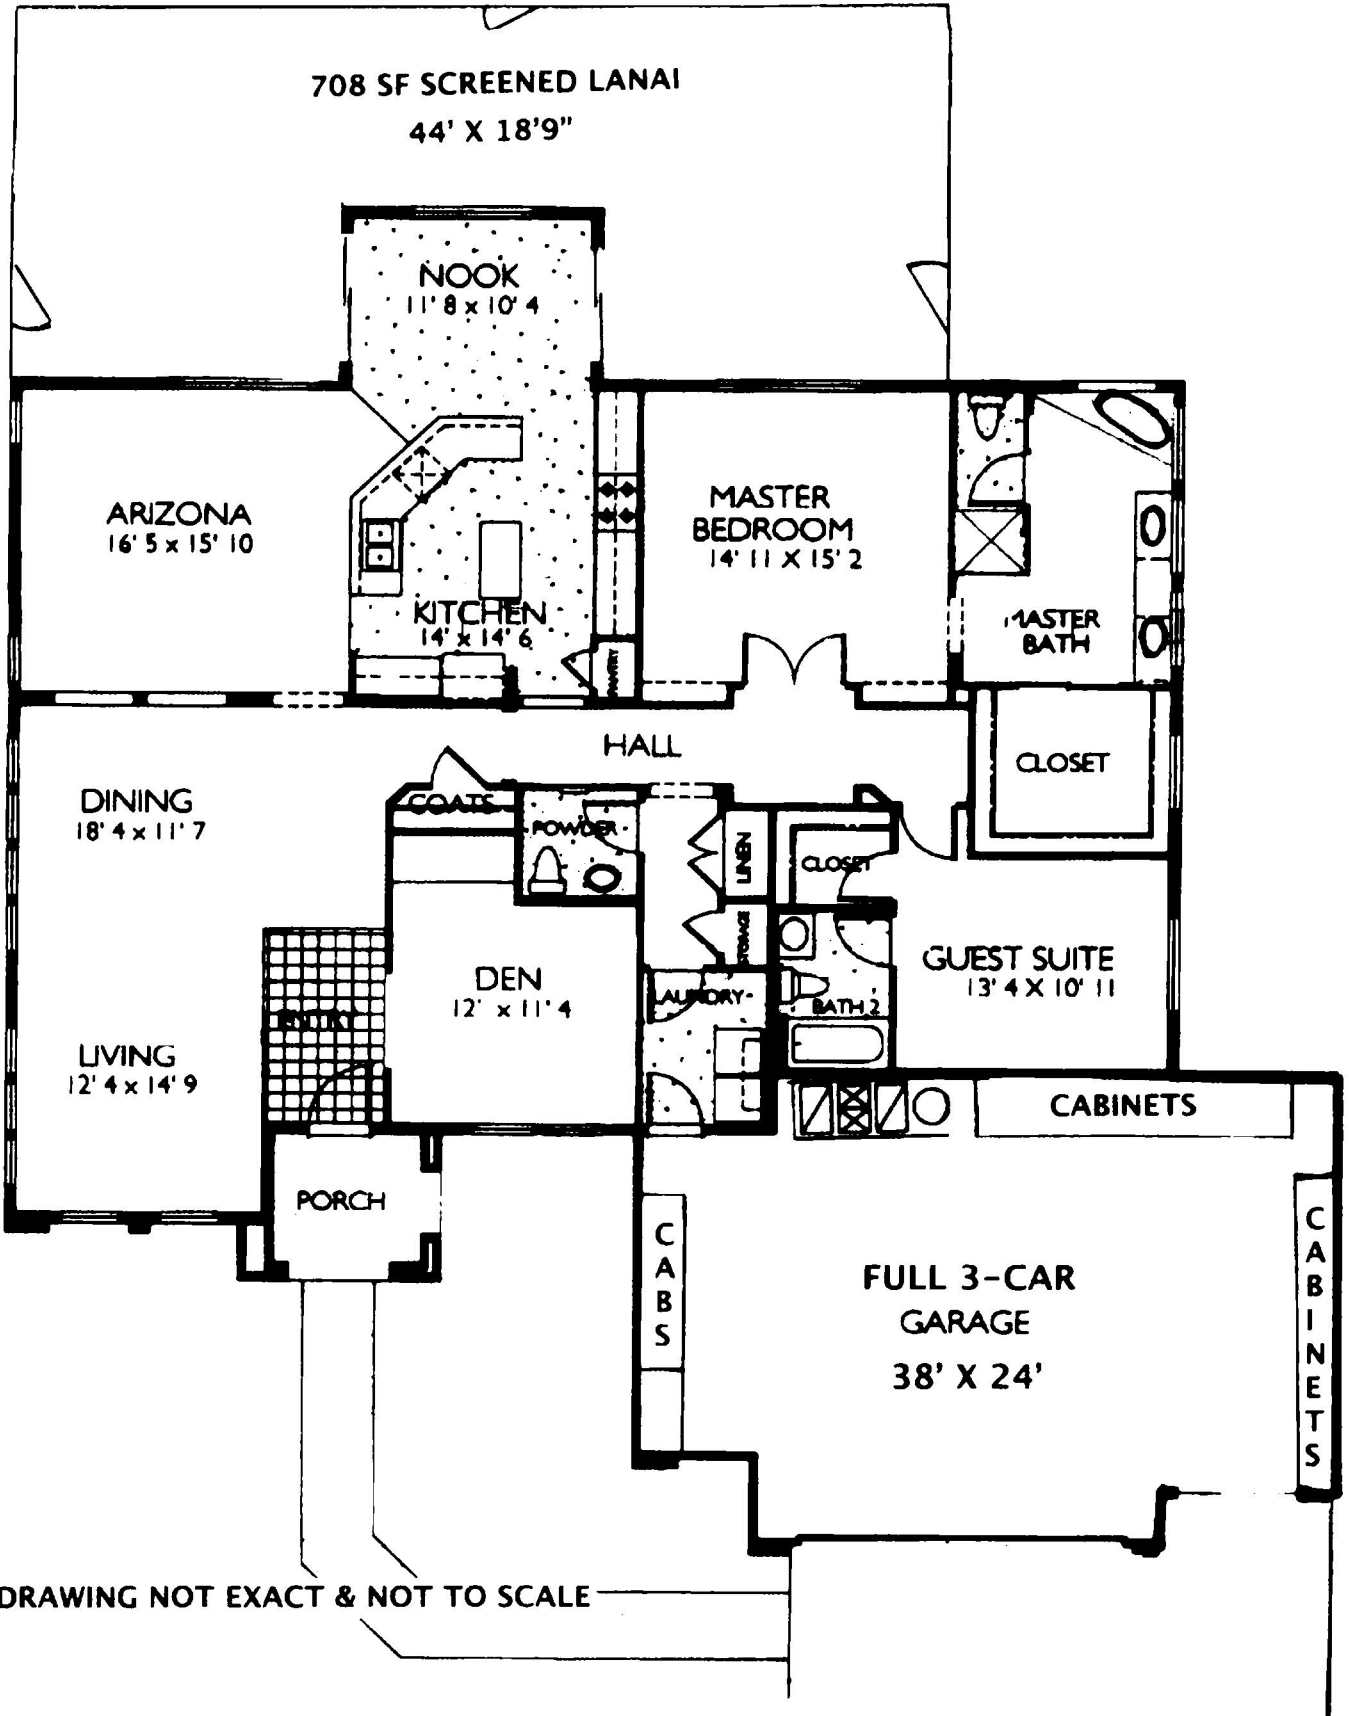 708 SF SCREENED LANAI
44' X 18'9"
NOOK
11' 8 x 10' 4
ARIZONA
16' 5 x 15' 10
MASTER
BEDROOM
14' 11 X 15' 2
KITCHEN
14' x 14' 6
MASTER
BATH
PANTRY
HALL
CLOSET
DINING
18' 4 x 11' 7
COATS
POWDER
LINEN
CLOSET
STORAGE
GUEST SUITE
13' 4 X 10' 11
DEN
12' x 11' 4
LAUNDRY
BATH 2
ENTRY
LIVING
12' 4 x 14' 9
CABINETS
PORCH
CABS
CABINETS
FULL 3-CAR
GARAGE
38' X 24'
DRAWING NOT EXACT & NOT TO SCALE